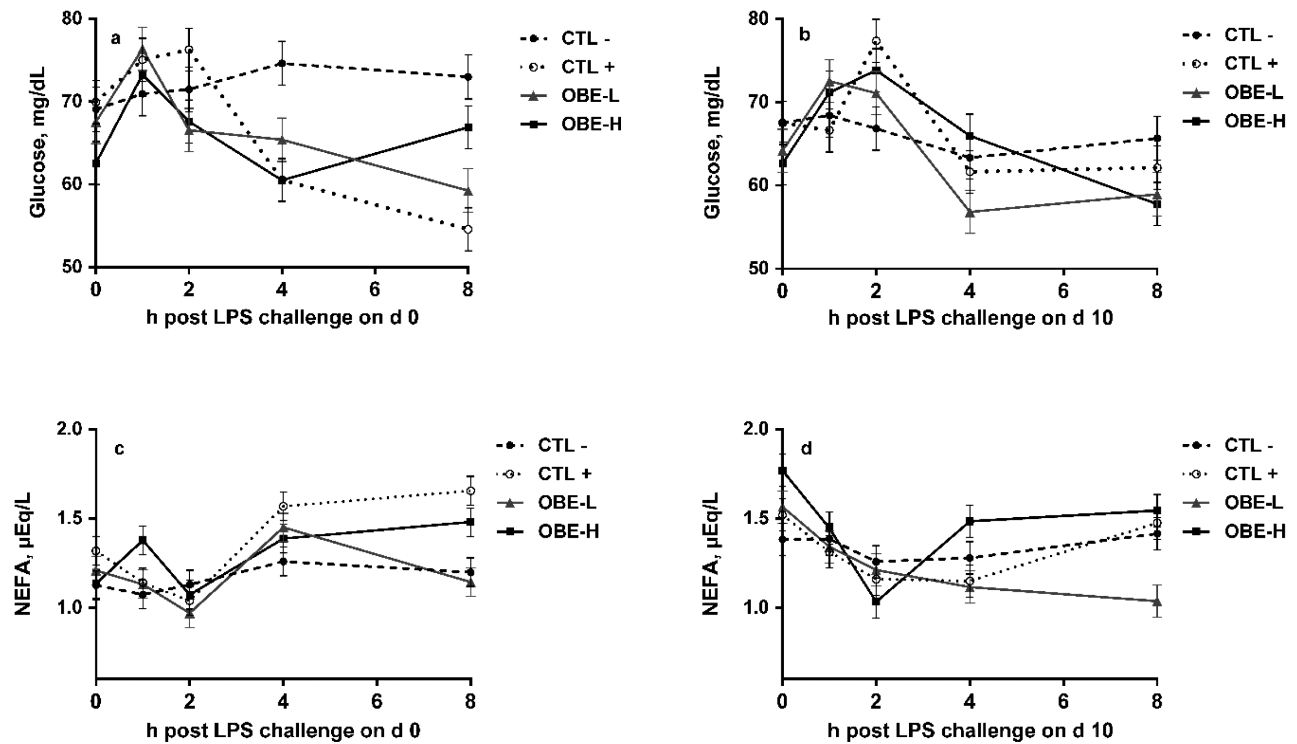 a
Glucose, mg/dL
80
70
60
50
0
2
4
6
8
h post LPS challenge on d 0
CTL -
CTL +
OBE-L
OBE-H
b
Glucose, mg/dL
80
70
60
50
0
2
4
6
8
h post LPS challenge on d 10
CTL -
CTL +
OBE-L
OBE-H
c
NEFA, µEq/L
2.0
1.5
1.0
0
2
4
6
8
h post LPS challenge on d 0
CTL -
CTL +
OBE-L
OBE-H
d
NEFA, µEq/L
2.0
1.5
1.0
0
2
4
6
8
h post LPS challenge on d 10
CTL -
CTL +
OBE-L
OBE-H